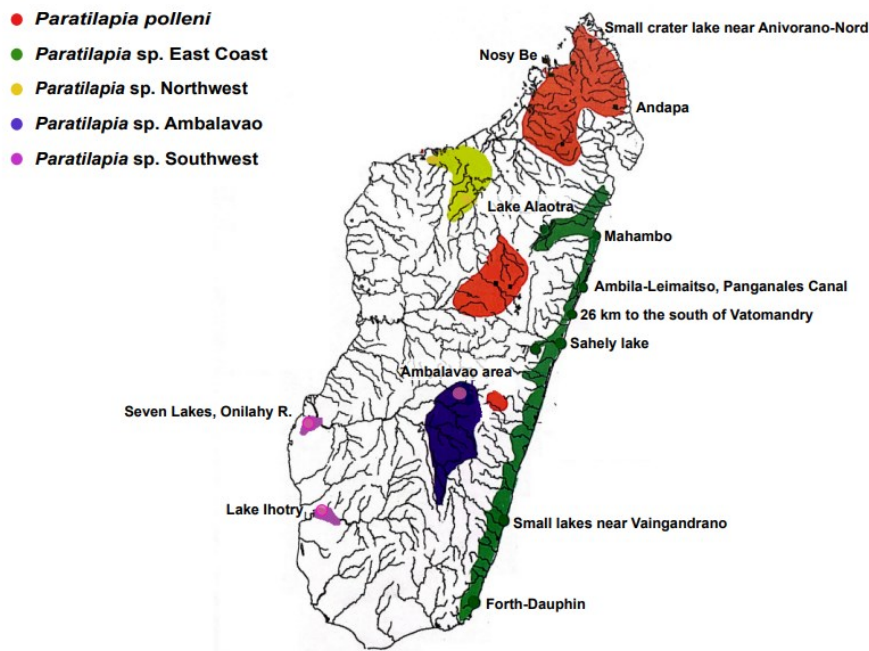 Paratilapia polleni
Paratilapia sp. East Coast
Paratilapia sp. Northwest
Paratilapia sp. Ambalavao
Paratilapia sp. Southwest
Small crater lake near Anivorano-Nord
Nosy Be
Andapa
Lake Alaotra
Mahambo
Ambila-Leimaitso, Panganales Canal
26 km to the south of Vatomandry
Sahely lake
Ambalavao area
Seven Lakes, Onilahy R.
Lake Ihotry
Small lakes near Vaingandrano
Forth-Dauphin